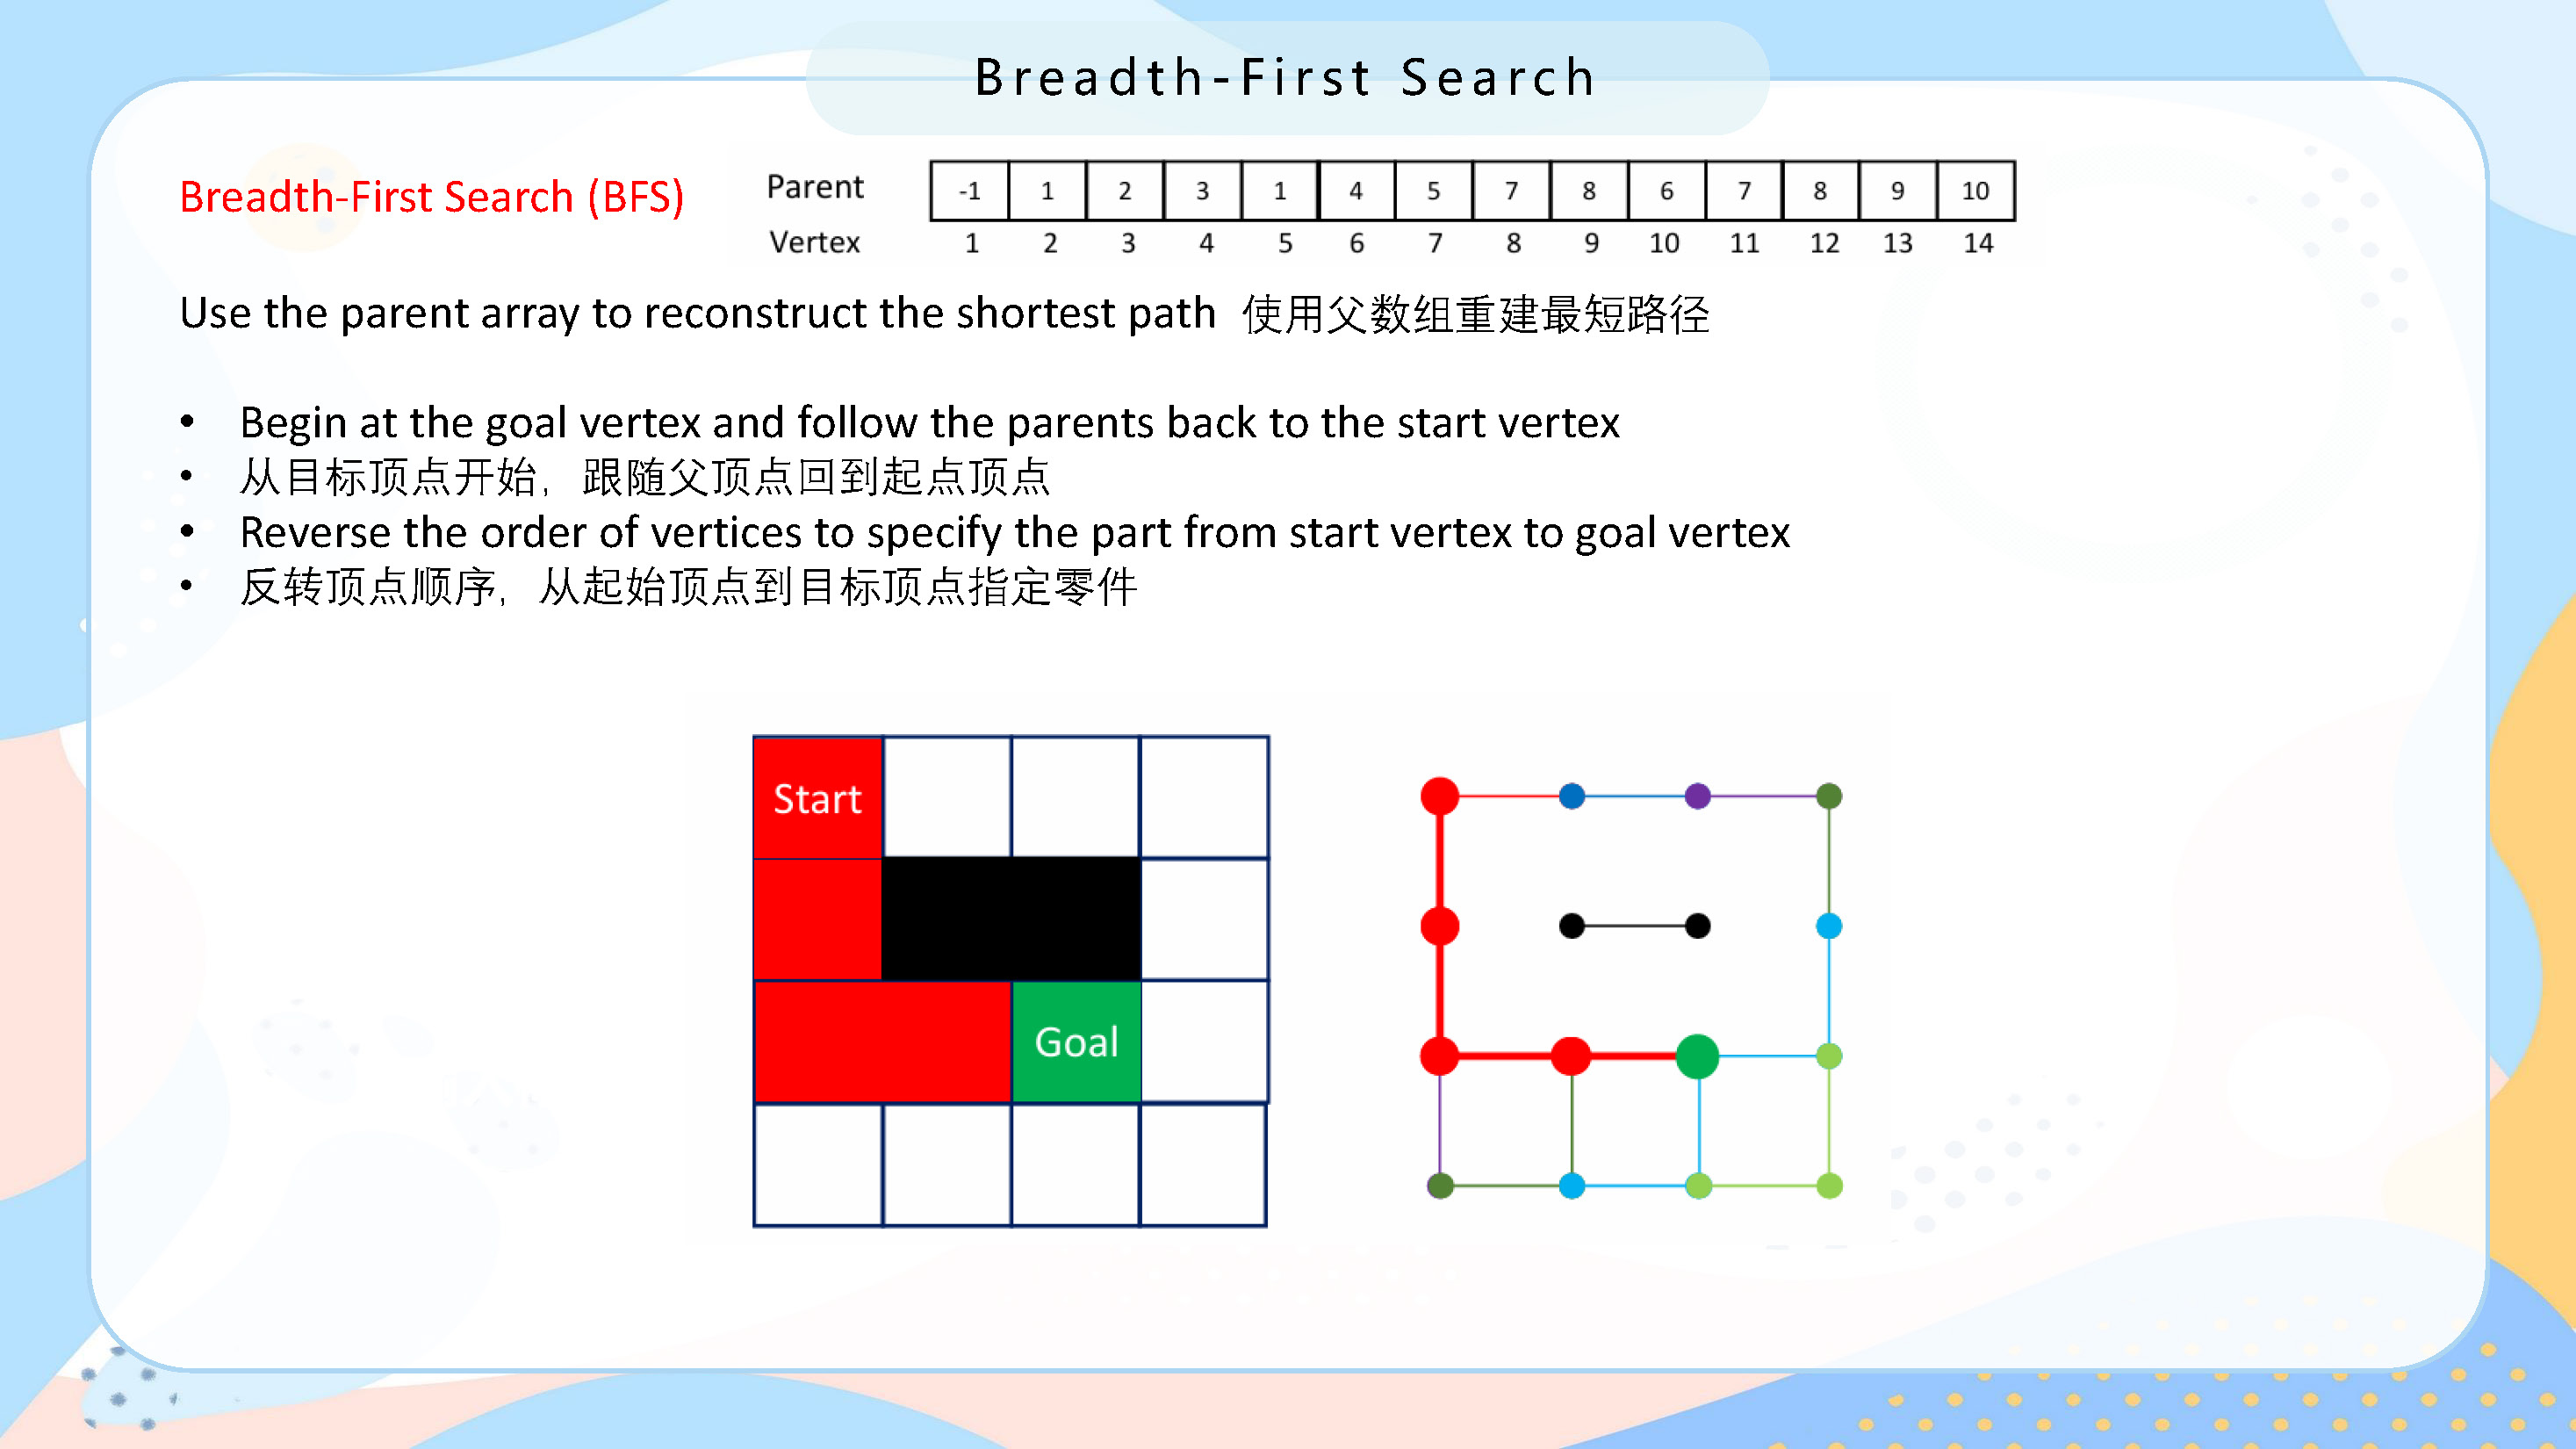 Breadth-First Search
Breadth-First Search (BFS)
Parent -1 1 2 3 1 4 5 7 8 6 7 8 9 10
Vertex 1 2 3 4 5 6 7 8 9 10 11 12 13 14
Use the parent array to reconstruct the shortest path 使用父数组重建最短路径
• Begin at the goal vertex and follow the parents back to the start vertex
• 从目标顶点开始，跟随父顶点回到起点顶点
• Reverse the order of vertices to specify the part from start vertex to goal vertex
• 反转顶点顺序，从起始顶点到目标顶点指定零件
Start
Goal